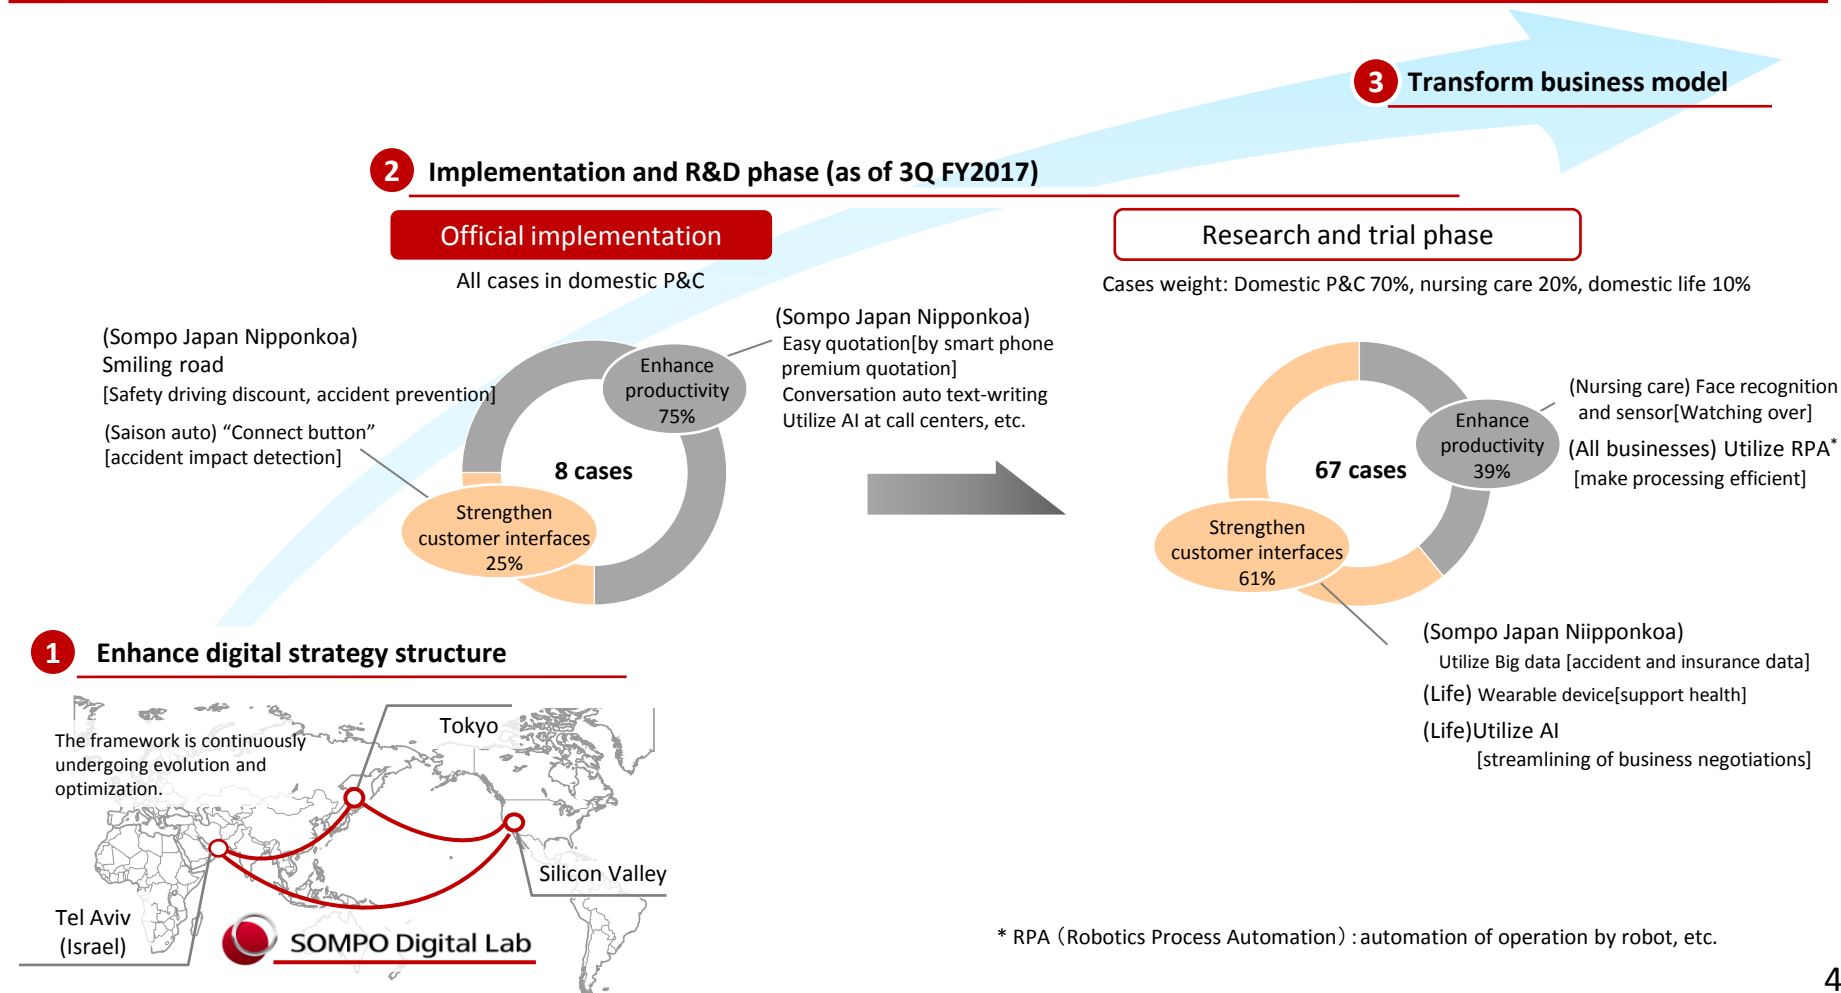 3 Transform business model
2 Implementation and R&D phase (as of 3Q FY2017)
Official implementation
All cases in domestic P&C
(Sompo Japan Nipponkoa)
Smiling road
[Safety driving discount, accident prevention]
(Saison auto) “Connect button”
[accident impact detection]
Enhance
productivity
75%
8 cases
Strengthen
customer interfaces
25%
(Sompo Japan Nipponkoa)
Easy quotation[by smart phone
premium quotation]
Conversation auto text-writing
Utilize AI at call centers, etc.
Research and trial phase
Cases weight: Domestic P&C 70%, nursing care 20%, domestic life 10%
67 cases
Enhance
productivity
39%
Strengthen
customer interfaces
61%
(Nursing care) Face recognition
and sensor[Watching over]
(All businesses) Utilize RPA*
[make processing efficient]
(Sompo Japan Niipponkoa)
Utilize Big data [accident and insurance data]
(Life) Wearable device[support health]
(Life)Utilize AI
[streamlining of business negotiations]
1 Enhance digital strategy structure
The framework is continuously
undergoing evolution and
optimization.
Tokyo
Silicon Valley
Tel Aviv
(Israel)
SOMPO Digital Lab
* RPA（Robotics Process Automation）: automation of operation by robot, etc.
4